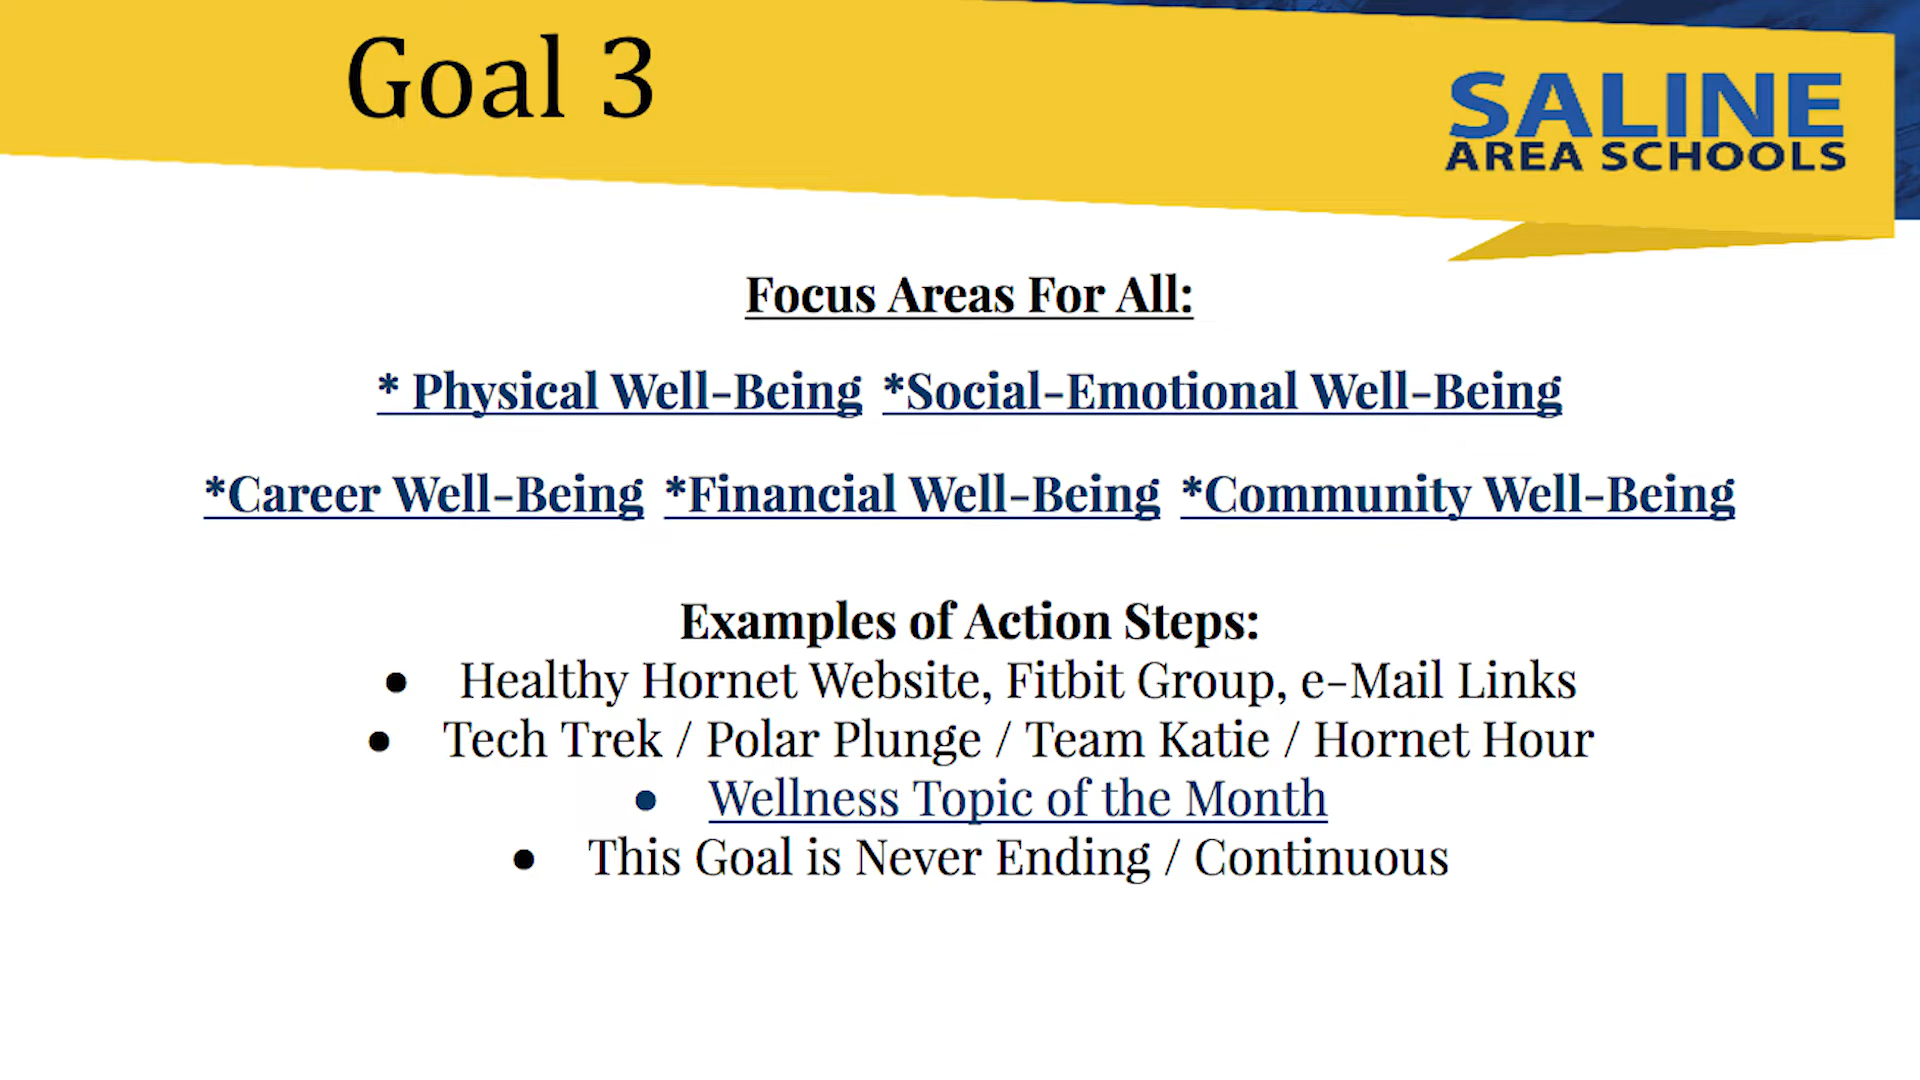 Goal 3
SALINE
AREA SCHOOLS
Focus Areas For All:
* Physical Well-Being *Social-Emotional Well-Being
*Career Well-Being *Financial Well-Being *Community Well-Being
Examples of Action Steps:
● Healthy Hornet Website, Fitbit Group, e-Mail Links
● Tech Trek / Polar Plunge / Team Katie / Hornet Hour
● Wellness Topic of the Month
● This Goal is Never Ending / Continuous